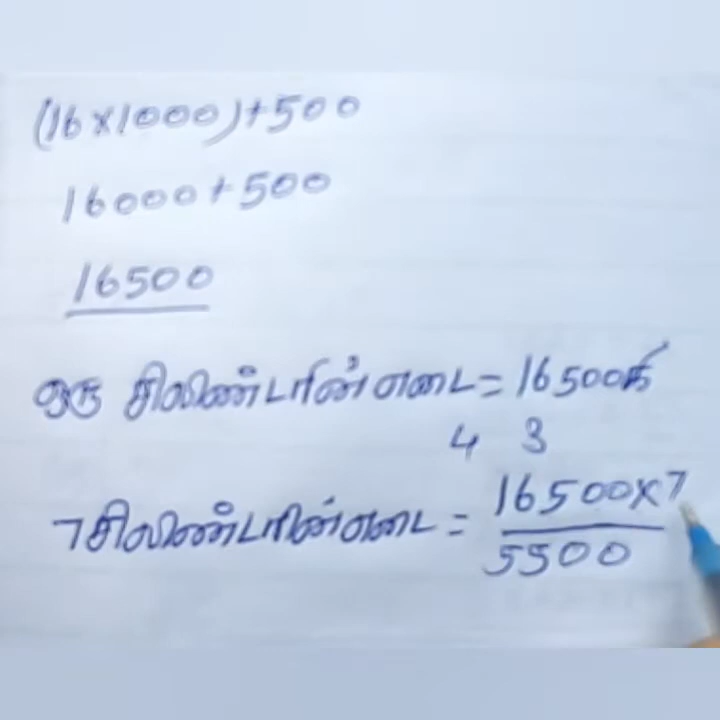 (16×1000)+500
16000+500
16500
ஒரு சிலிண்டரின் எடை = 16500கி
4 3
7 சிலிண்டரின் எடை = 16500×7
5500